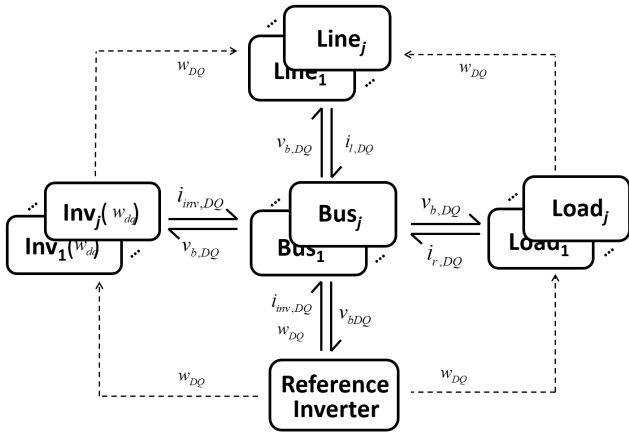 Line_j
Line_1
w_DQ
w_DQ
v_b,DQ
i_l,DQ
Inv_j(w_dq)
Inv_1(w_dq)
i_inv,DQ
v_b,DQ
Bus_j
Bus_1
v_b,DQ
i_r,DQ
Load_j
Load_1
i_inv,DQ
w_DQ
v_bDQ
w_DQ
w_DQ
Reference
Inverter